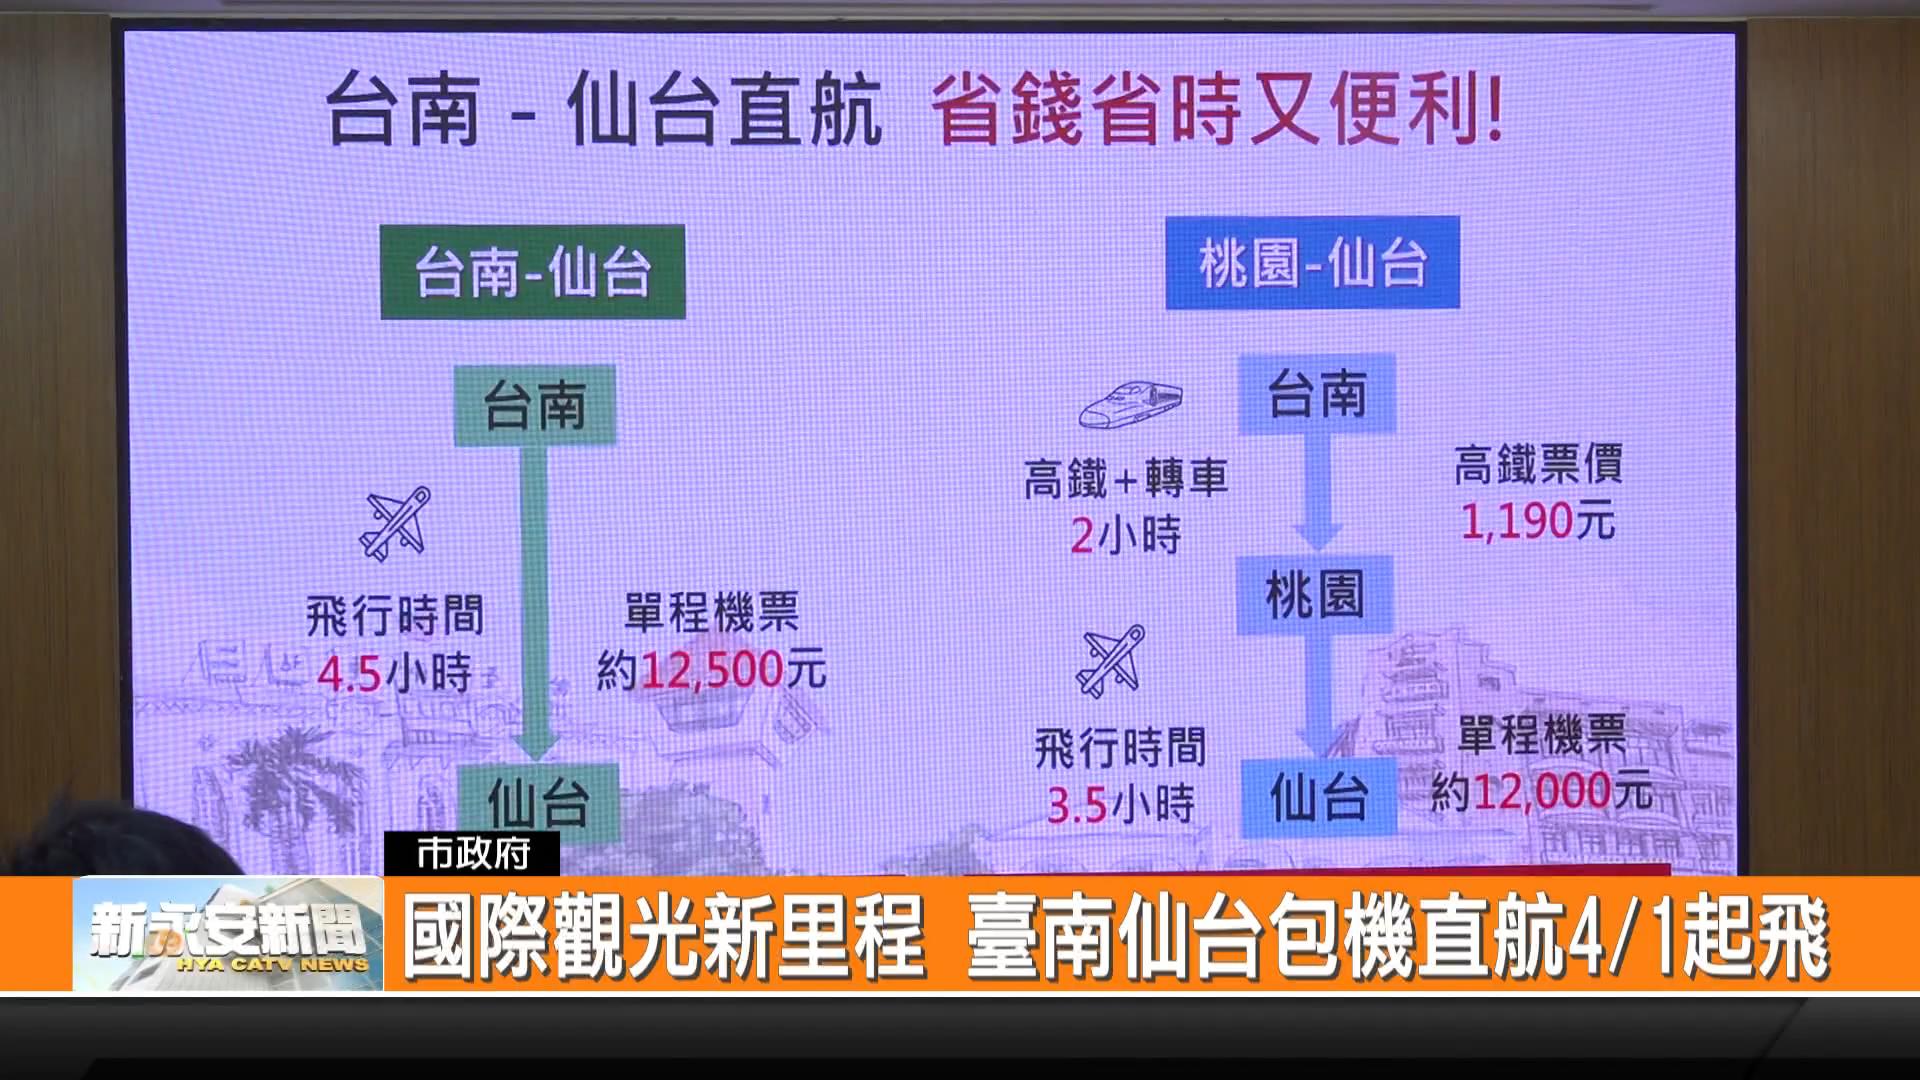 台南 - 仙台直航 省錢省時又便利!
台南-仙台
台南
飛行時間
4.5小時
單程機票
約12,500元
仙台
桃園-仙台
台南
高鐵+轉車
2小時
高鐵票價
1,190元
桃園
飛行時間
3.5小時
單程機票
約12,000元
仙台
市政府
新永安新聞
HYA CATV NEWS
國際觀光新里程 臺南仙台包機直航4/1起飛